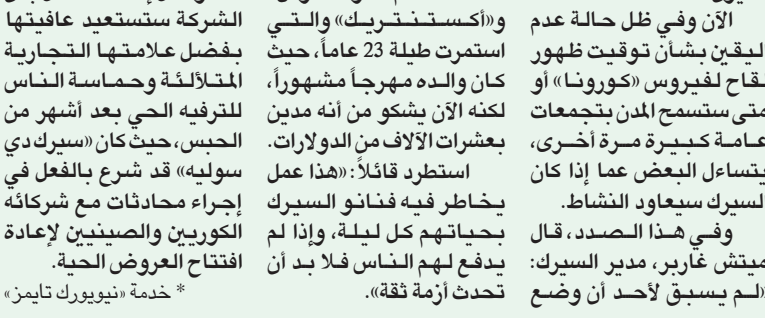 الآن وفي ظل حالة عدم
اليقين بشأن توقيت ظهور
لقاح لفيروس «كورونا» أو
متى ستسمح المدن بتجمعات
عامة كبيرة مرة أخرى،
يتساءل البعض عما إذا كان
السيرك سيعاود النشاط.
وفي هذا الصدد، قال
ميتش غاربر، مدير السيرك:
«لم يسبق لأحد أن وضع
و«أكستنتريك» والتي
استمرت طيلة 23 عاماً، حيث
كان والده مهرجاً مشهوراً،
لكنه الآن يشكو من أنه مدين
بعشرات الآلاف من الدولارات.
استطرد قائلاً: «هذا عمل
يخاطر فيه فنانو السيرك
بحياتهم كل ليلة، وإذا لم
يدفع لهم الناس فلا بد أن
تحدث أزمة ثقة».
الشركة ستستعيد عافيتها
بفضل علامتها التجارية
المتلألئة وحماسة الناس
للترفيه الحي بعد أشهر من
الحبس، حيث كان «سيرك دي
سوليه» قد شرع بالفعل في
إجراء محادثات مع شركائه
الكوريين والصينيين لإعادة
افتتاح العروض الحية.
* خدمة «نيويورك تايمز»